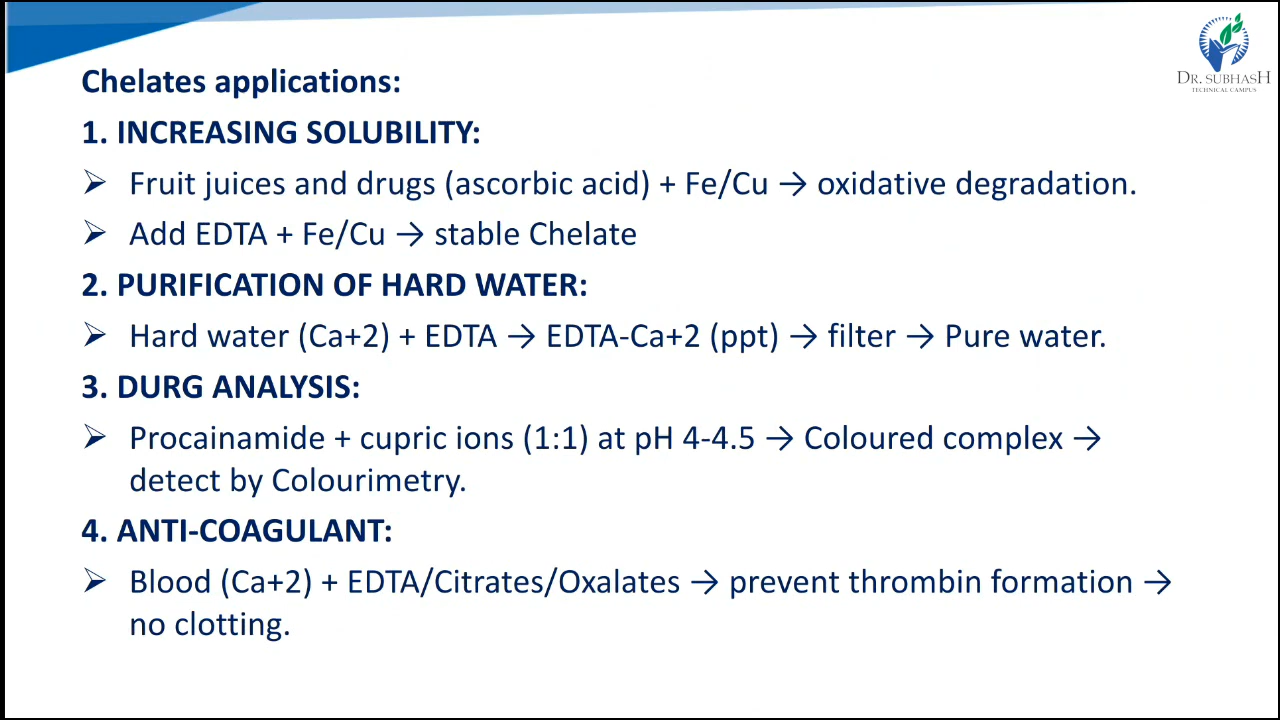 DR. SUBHASH
TECHNICAL CAMPUS
Chelates applications:
1. INCREASING SOLUBILITY:
➢ Fruit juices and drugs (ascorbic acid) + Fe/Cu → oxidative degradation.
➢ Add EDTA + Fe/Cu → stable Chelate
2. PURIFICATION OF HARD WATER:
➢ Hard water (Ca+2) + EDTA → EDTA-Ca+2 (ppt) → filter → Pure water.
3. DURG ANALYSIS:
➢ Procainamide + cupric ions (1:1) at pH 4-4.5 → Coloured complex →
detect by Colourimetry.
4. ANTI-COAGULANT:
➢ Blood (Ca+2) + EDTA/Citrates/Oxalates → prevent thrombin formation →
no clotting.